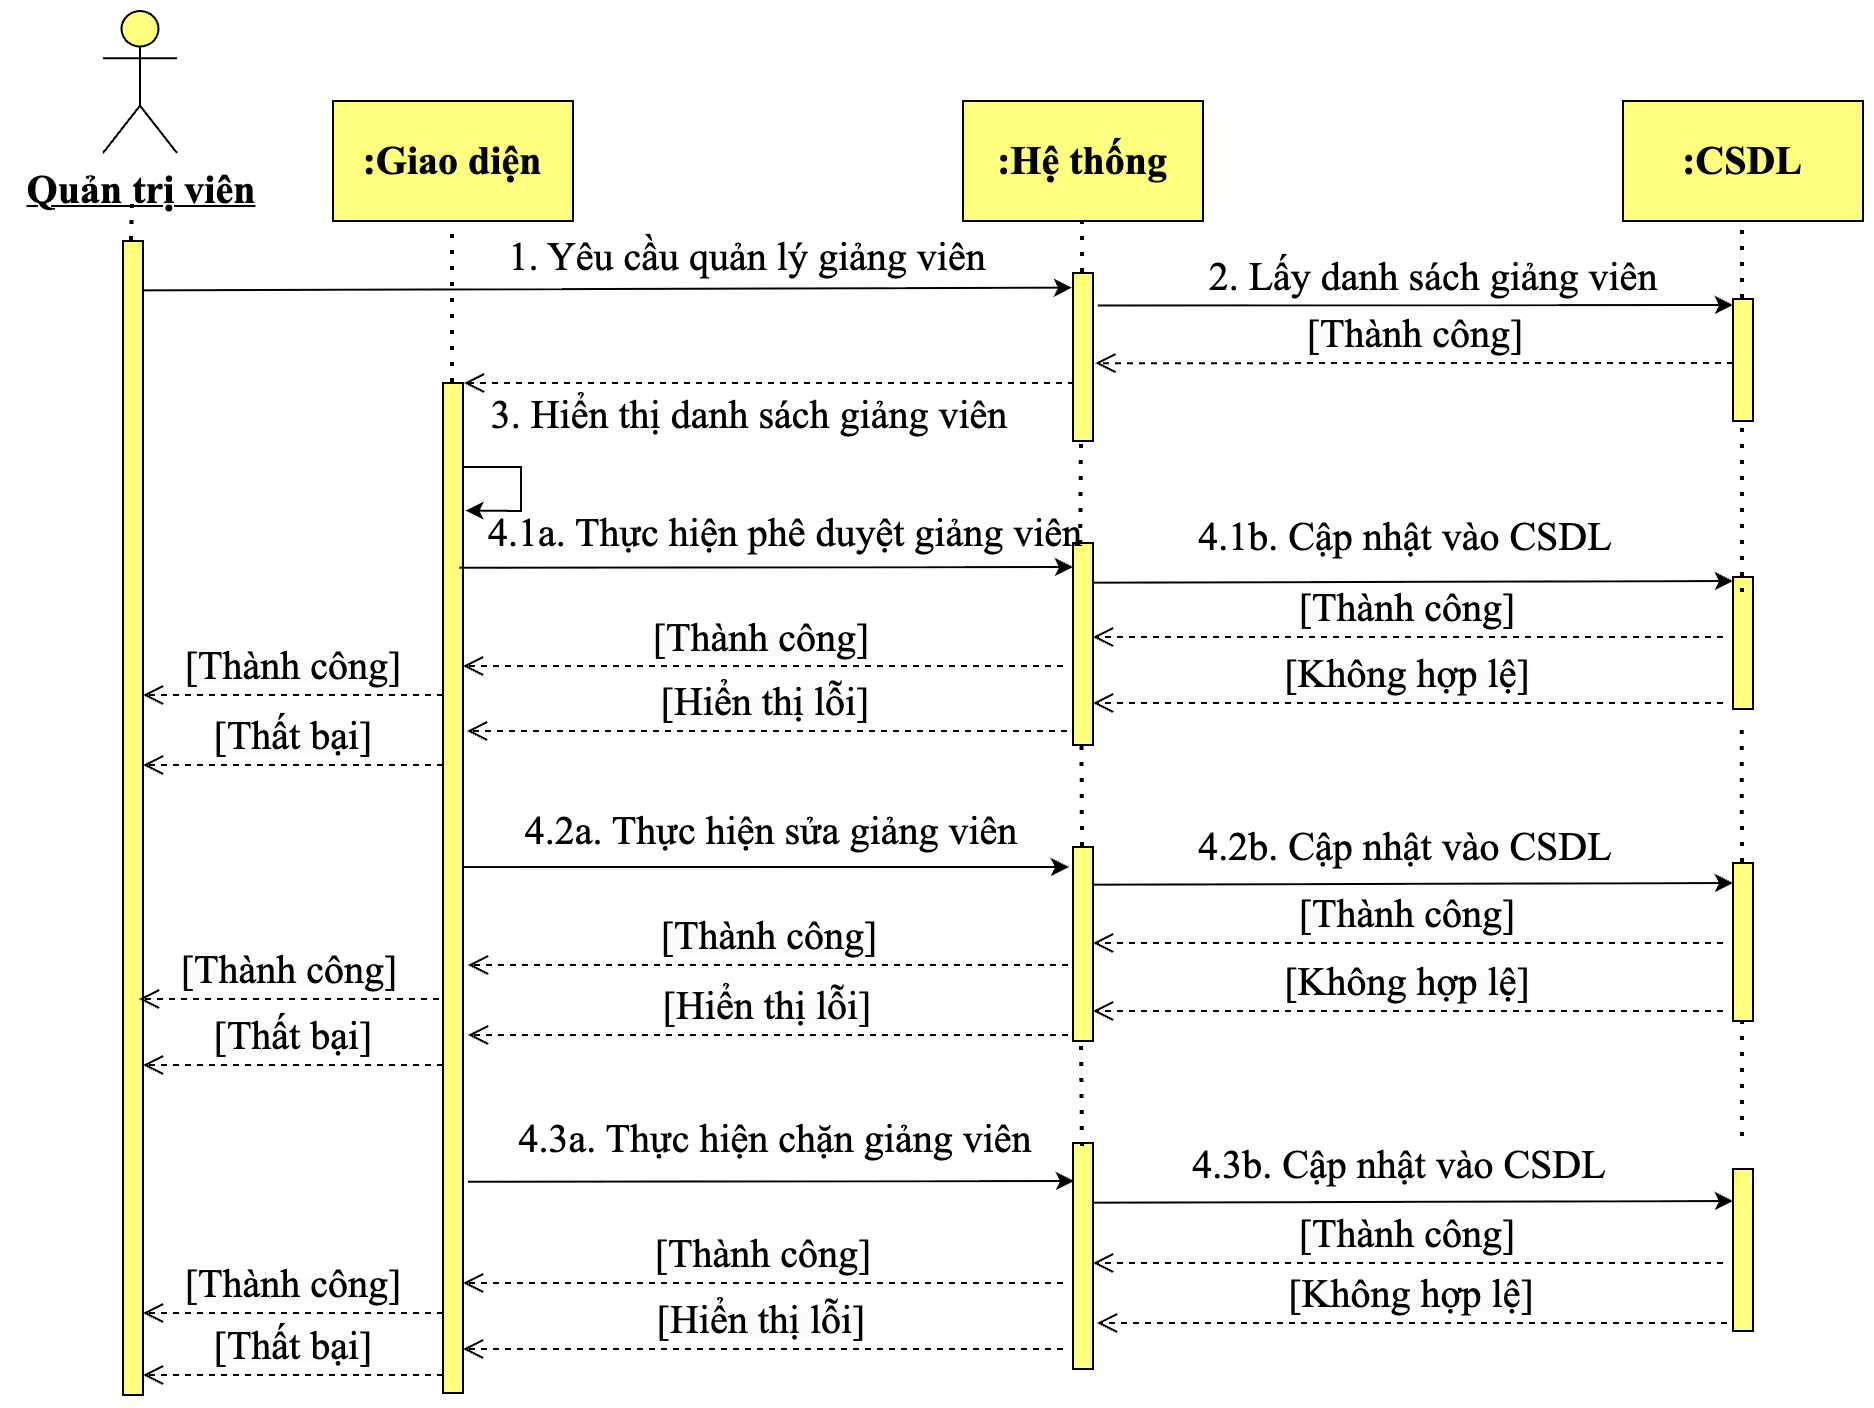 Quản trị viên
:Giao diện
:Hệ thống
:CSDL
1. Yêu cầu quản lý giảng viên
2. Lấy danh sách giảng viên
[Thành công]
3. Hiển thị danh sách giảng viên
4.1a. Thực hiện phê duyệt giảng viên
4.1b. Cập nhật vào CSDL
[Thành công]
[Thành công]
[Thành công]
[Không hợp lệ]
[Hiển thị lỗi]
[Thất bại]
4.2a. Thực hiện sửa giảng viên
4.2b. Cập nhật vào CSDL
[Thành công]
[Thành công]
[Thành công]
[Không hợp lệ]
[Hiển thị lỗi]
[Thất bại]
4.3a. Thực hiện chặn giảng viên
4.3b. Cập nhật vào CSDL
[Thành công]
[Thành công]
[Thành công]
[Không hợp lệ]
[Hiển thị lỗi]
[Thất bại]